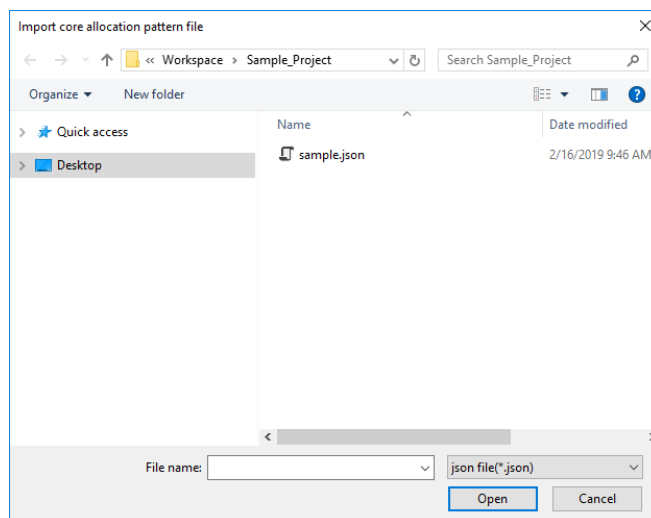 Import core allocation pattern file
« Workspace > Sample_Project
Search Sample_Project
Organize
New folder
Name
Date modified
Quick access
sample.json
2/16/2019 9:46 AM
Desktop
File name:
json file(*.json)
Open
Cancel